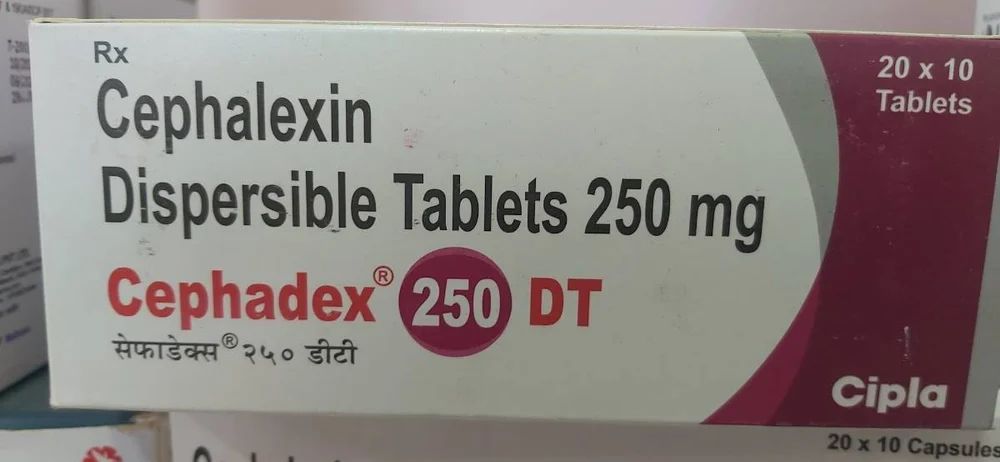 Rx
Cephalexin
Dispersible Tablets 250 mg
Cephadex® 250 DT
सेफाडेक्स® २५० डीटी
20 x 10
Tablets
Cipla
20 x 10 Capsules